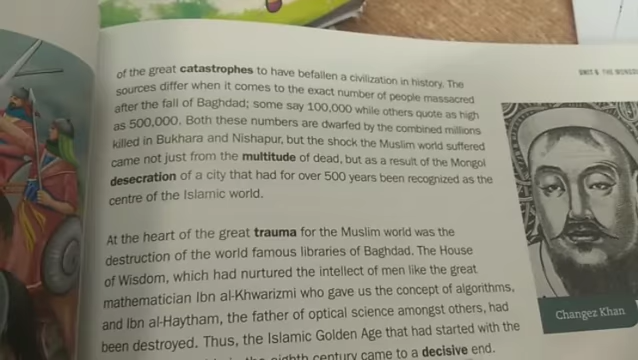 of the great catastrophes to have befallen a civilization in history. The
sources differ when it comes to the exact number of people massacred
after the fall of Baghdad; some say 100,000 while others quote as high
as 500,000. Both these numbers are dwarfed by the combined millions
killed in Bukhara and Nishapur, but the shock the Muslim world suffered
came not just from the multitude of dead, but as a result of the Mongol
desecration of a city that had for over 500 years been recognized as the
centre of the Islamic world.
At the heart of the great trauma for the Muslim world was the
destruction of the world famous libraries of Baghdad. The House
of Wisdom, which had nurtured the intellect of men like the great
mathematician Ibn al-Khwarizmi who gave us the concept of algorithms,
and Ibn al-Haytham, the father of optical science amongst others, had
been destroyed. Thus, the Islamic Golden Age that had started with the
in the eighth century came to a decisive end.
UNIT 6 THE
Changez Khan